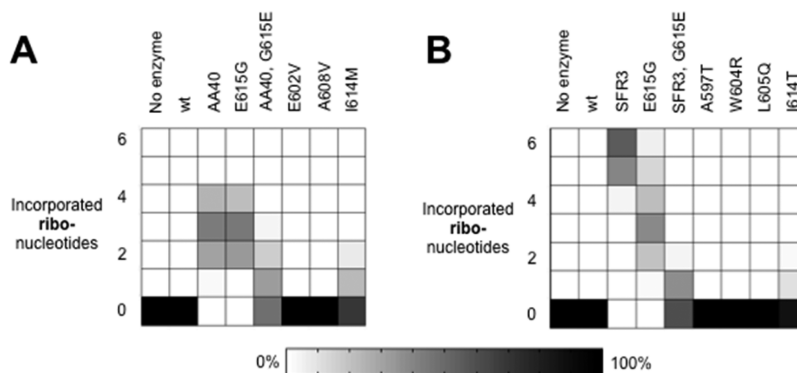 A
No enzyme
wt
AA40
E615G
AA40, G615E
E602V
A608V
I614M
6
4
2
0
Incorporated
ribo-
nucleotides
B
No enzyme
wt
SFR3
E615G
SFR3, G615E
A597T
W604R
L605Q
I614T
6
4
2
0
Incorporated
ribo-
nucleotides
0%
100%